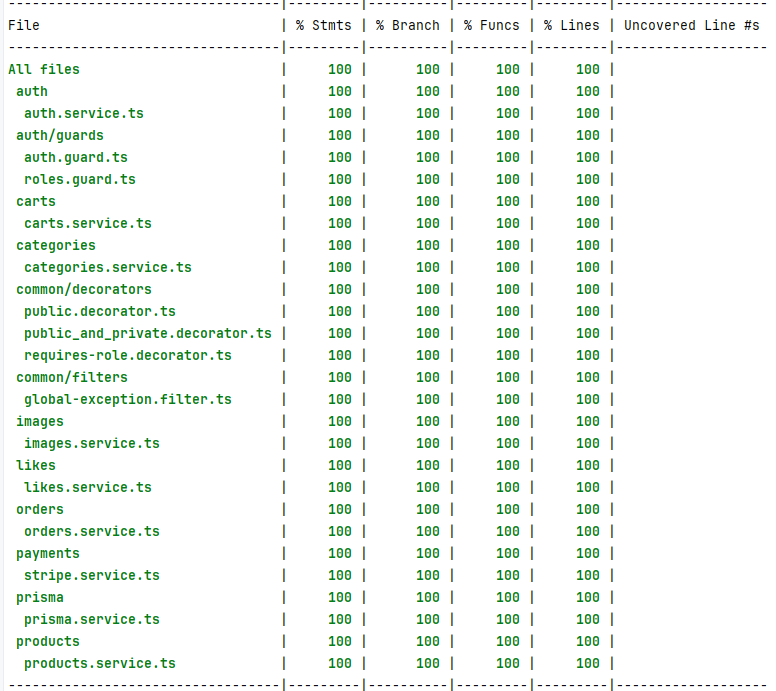 -----------------------------------|---------|----------|---------|---------|-------------------
File | % Stmts | % Branch | % Funcs | % Lines | Uncovered Line #s
-----------------------------------|---------|----------|---------|---------|-------------------
All files | 100 | 100 | 100 | 100 |
auth | 100 | 100 | 100 | 100 |
auth.service.ts | 100 | 100 | 100 | 100 |
auth/guards | 100 | 100 | 100 | 100 |
auth.guard.ts | 100 | 100 | 100 | 100 |
roles.guard.ts | 100 | 100 | 100 | 100 |
carts | 100 | 100 | 100 | 100 |
carts.service.ts | 100 | 100 | 100 | 100 |
categories | 100 | 100 | 100 | 100 |
categories.service.ts | 100 | 100 | 100 | 100 |
common/decorators | 100 | 100 | 100 | 100 |
public.decorator.ts | 100 | 100 | 100 | 100 |
public_and_private.decorator.ts | 100 | 100 | 100 | 100 |
requires-role.decorator.ts | 100 | 100 | 100 | 100 |
common/filters | 100 | 100 | 100 | 100 |
global-exception.filter.ts | 100 | 100 | 100 | 100 |
images | 100 | 100 | 100 | 100 |
images.service.ts | 100 | 100 | 100 | 100 |
likes | 100 | 100 | 100 | 100 |
likes.service.ts | 100 | 100 | 100 | 100 |
orders | 100 | 100 | 100 | 100 |
orders.service.ts | 100 | 100 | 100 | 100 |
payments | 100 | 100 | 100 | 100 |
stripe.service.ts | 100 | 100 | 100 | 100 |
prisma | 100 | 100 | 100 | 100 |
prisma.service.ts | 100 | 100 | 100 | 100 |
products | 100 | 100 | 100 | 100 |
products.service.ts | 100 | 100 | 100 | 100 |
-----------------------------------|---------|----------|---------|---------|-------------------